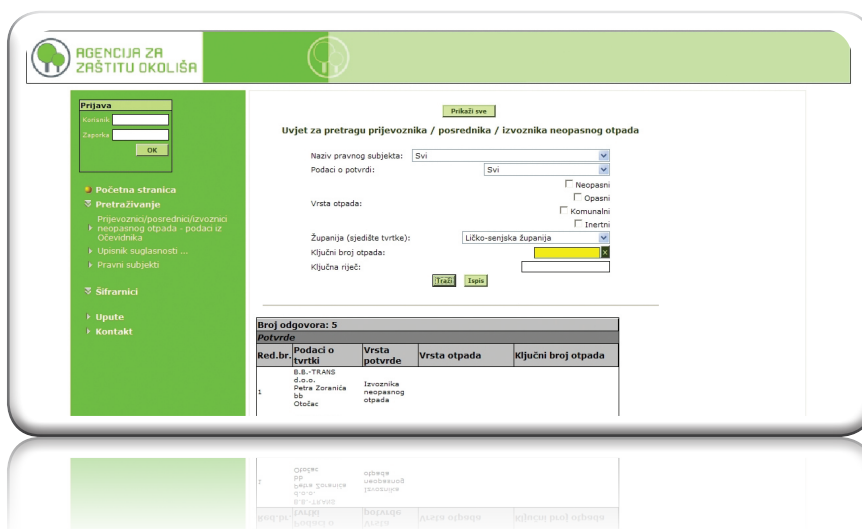 AGENCIJA ZA
ZAŠTITU OKOLIŠA
Prijava
Korisnik
Zaporka
OK
Početna stranica
Pretraživanje
Prijevoznici/posrednici/izvoznici
neopasnog otpada - podaci iz
Očevidnika
Upisnik suglasnosti ...
Pravni subjekti
Šifrarnici
Upute
Kontakt
Prikaži sve
Uvjet za pretragu prijevoznika / posrednika / izvoznika neopasnog otpada
Naziv pravnog subjekta: Svi
Podaci o potvrdi: Svi
Vrsta otpada:
Neopasni
Opasni
Komunalni
Inertni
Županija (sjedište tvrtke): Ličko-senjska županija
Ključni broj otpada: x
Ključna riječ:
Traži Ispis
Broj odgovora: 5
Potvrde
Red.br. Podaci o tvrtki Vrsta potvrde Vrsta otpada Ključni broj otpada
1
B.B.-TRANS
d.o.o.
Petra Zoranića
bb
Otočac
Izvoznika
neopasnog
otpada